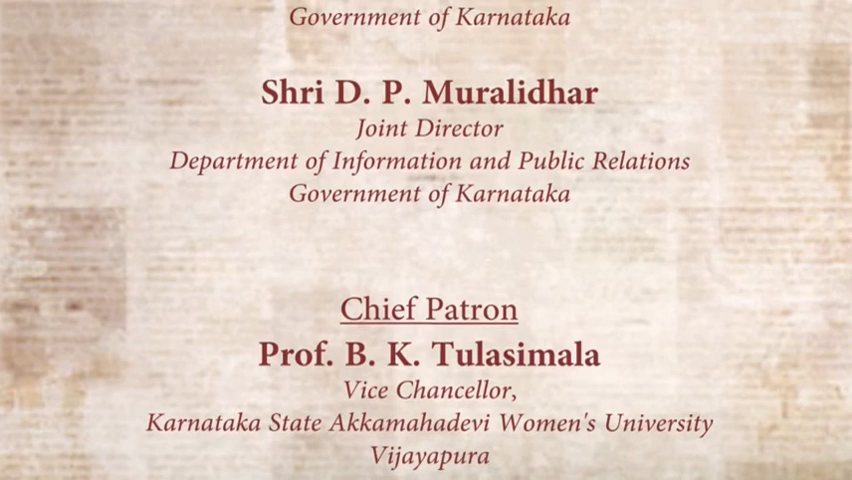 Government of Karnataka
Shri D. P. Muralidhar
Joint Director
Department of Information and Public Relations
Government of Karnataka
Chief Patron
Prof. B. K. Tulasimala
Vice Chancellor,
Karnataka State Akkamahadevi Women's University
Vijayapura